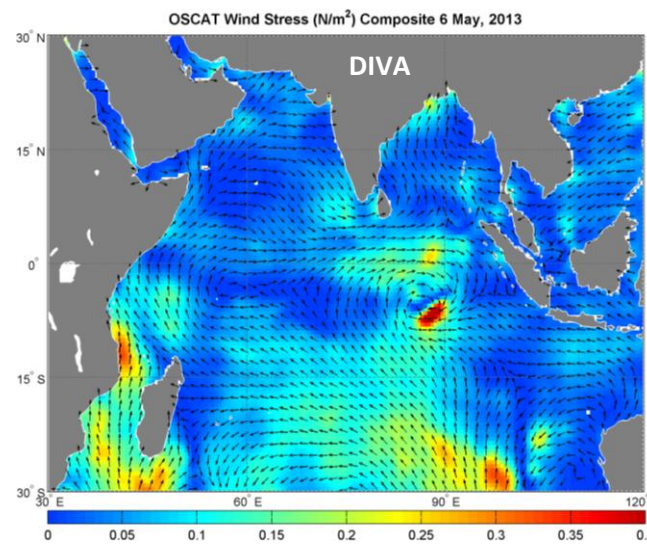 OSCAT Wind Stress (N/m²) Composite 6 May, 2013
DIVA
30°N
15°N
0°
15°S
30°S
30°E 60°E 90°E 120°
0 0.05 0.1 0.15 0.2 0.25 0.3 0.35 0.